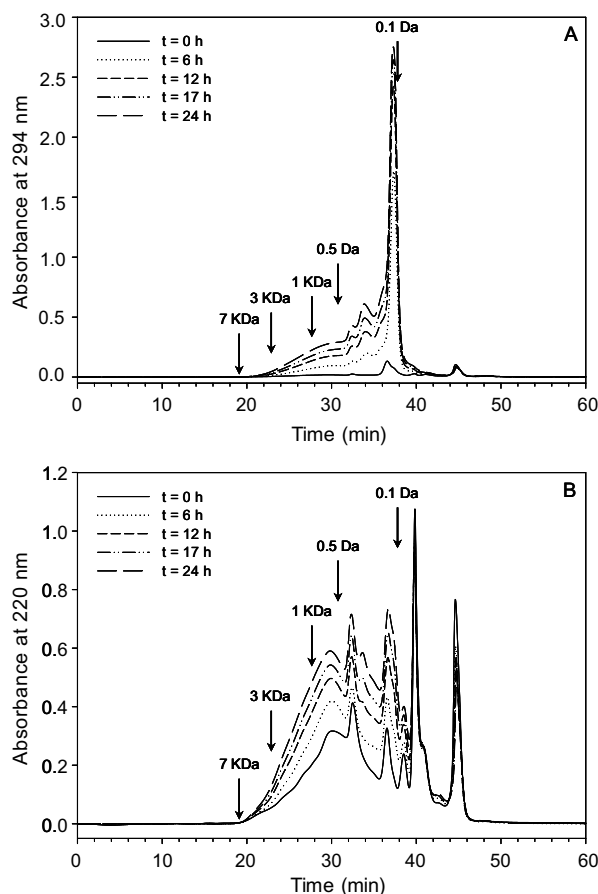 3.0
2.5
2.0
1.5
1.0
0.5
0.0
Absorbance at 294 nm
t = 0 h
t = 6 h
t = 12 h
t = 17 h
t = 24 h
A
0.1 Da
0.5 Da
1 KDa
3 KDa
7 KDa
0 10 20 30 40 50 60
Time (min)
1.2
1.0
0.8
0.6
0.4
0.2
0.0
Absorbance at 220 nm
t = 0 h
t = 6 h
t = 12 h
t = 17 h
t = 24 h
B
0.1 Da
0.5 Da
1 KDa
3 KDa
7 KDa
0 10 20 30 40 50 60
Time (min)